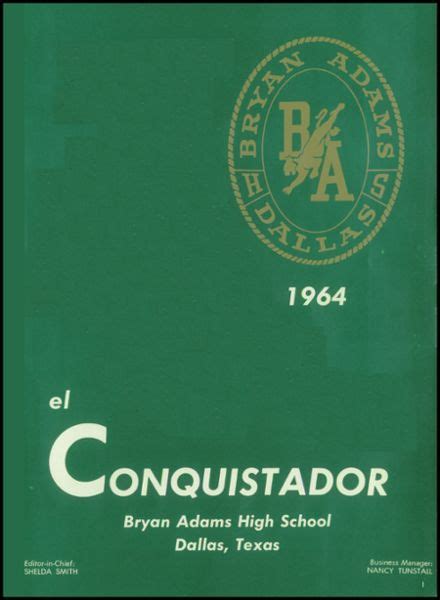 BRYAN ADAMS
H S
DALLAS
BA
1964
el
CONQUISTADOR
Bryan Adams High School
Dallas, Texas
Editor-in-Chief:
SHELDA SMITH
Business Manager:
NANCY TUNSTALL
1